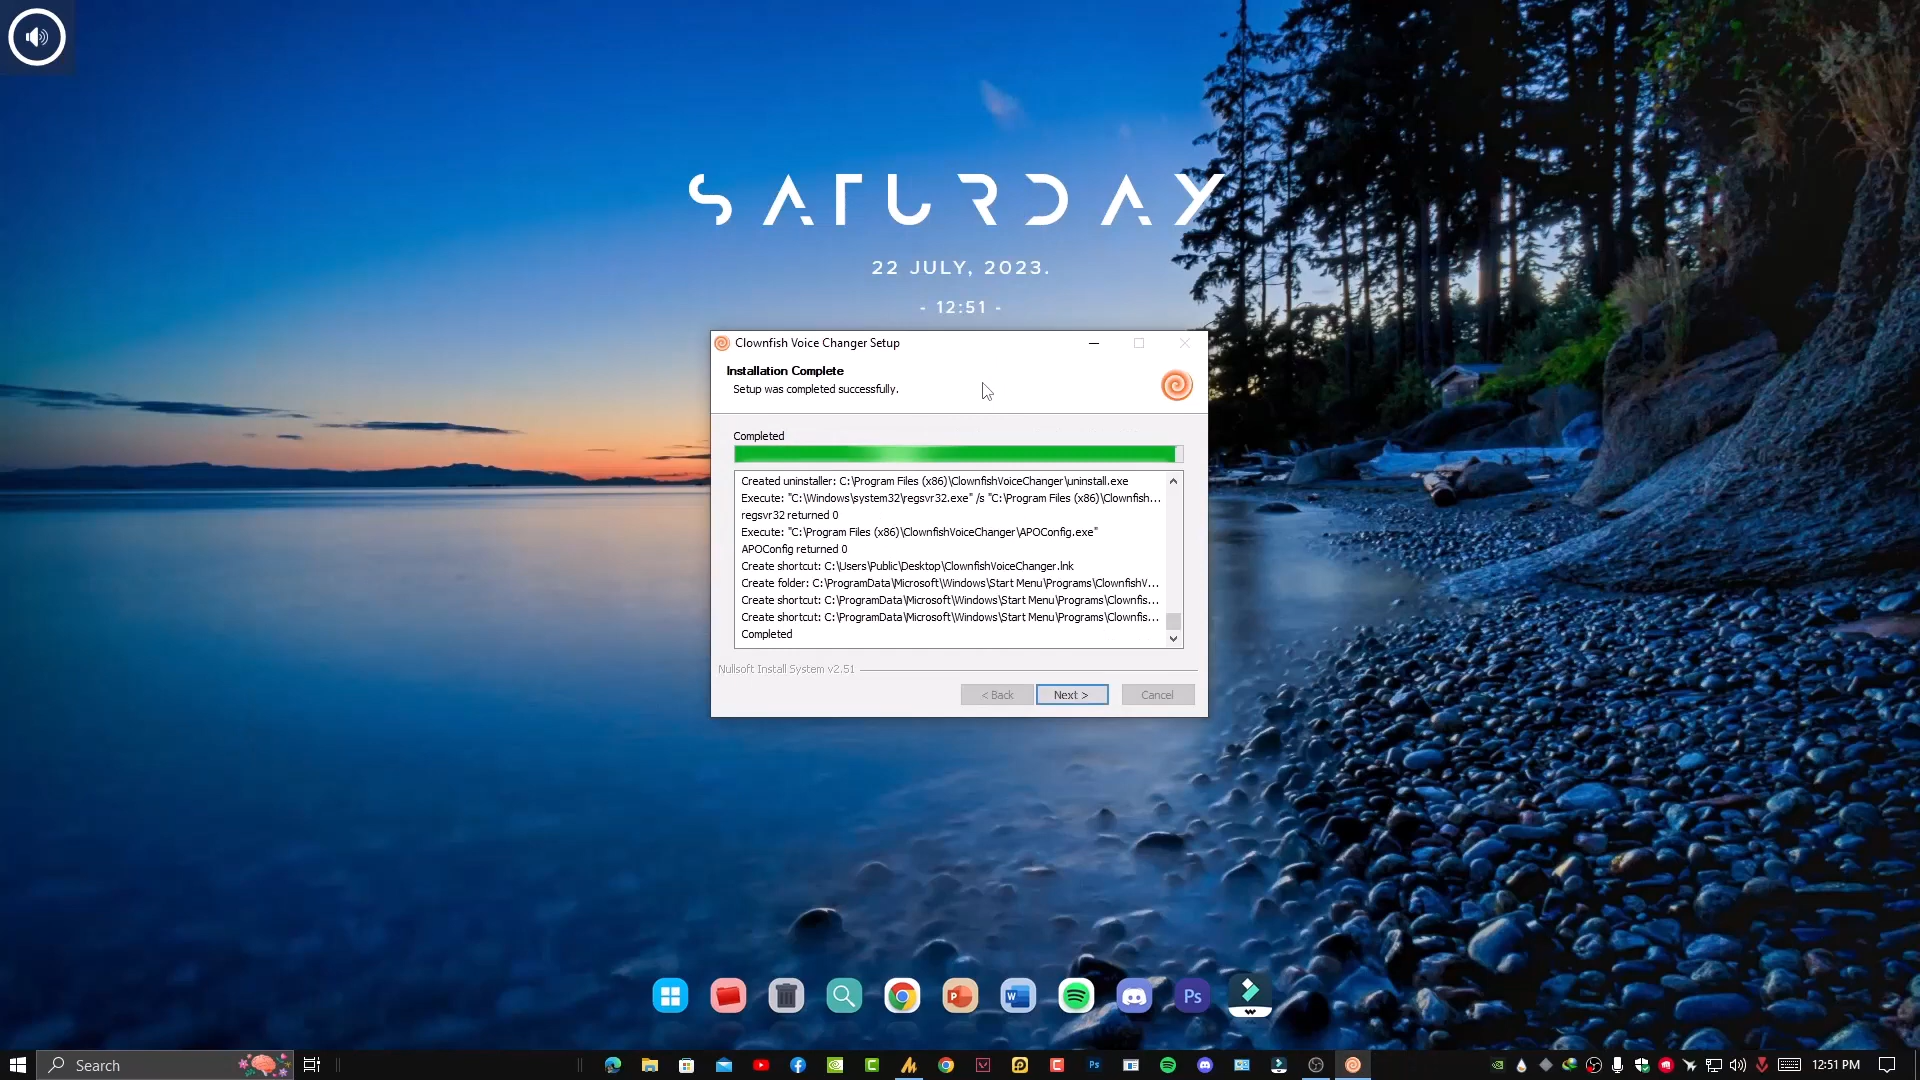 SATURDAY
22 JULY, 2023.
- 12:51 -
Clownfish Voice Changer Setup
Installation Complete
Setup was completed successfully.
Completed
Created uninstaller: C:\Program Files (x86)\ClownfishVoiceChanger\uninstall.exe
Execute: "C:\Windows\system32\regsvr32.exe" /s "C:\Program Files (x86)\Clownfish...
regsvr32 returned 0
Execute: "C:\Program Files (x86)\ClownfishVoiceChanger\APOConfig.exe"
APOConfig returned 0
Create shortcut: C:\Users\Public\Desktop\ClownfishVoiceChanger.lnk
Create folder: C:\ProgramData\Microsoft\Windows\Start Menu\Programs\ClownfishV...
Create shortcut: C:\ProgramData\Microsoft\Windows\Start Menu\Programs\Clownfis...
Create shortcut: C:\ProgramData\Microsoft\Windows\Start Menu\Programs\Clownfis...
Completed
Nullsoft Install System v2.51
< Back Next > Cancel
P W Ps
Search Ps 12:51 PM